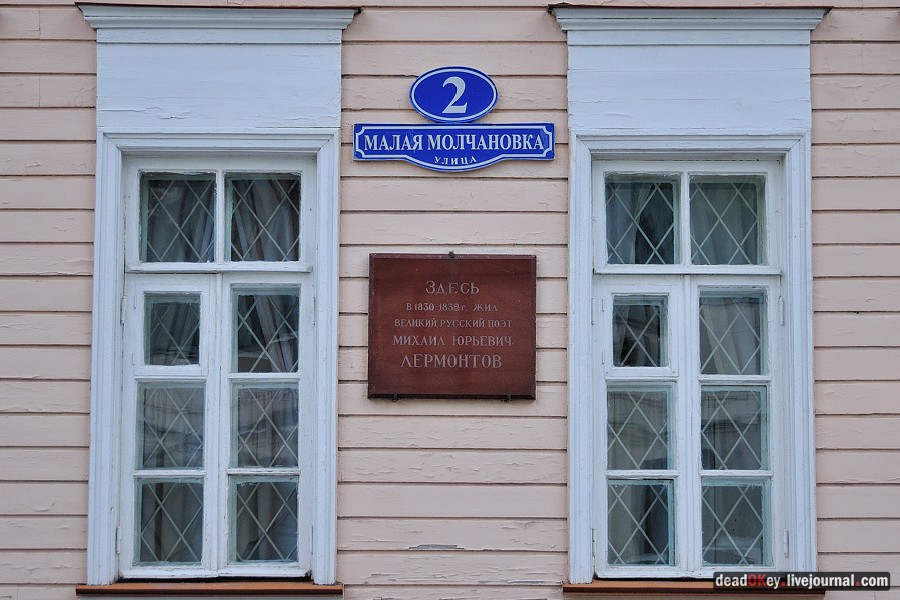 2
МАЛАЯ МОЛЧАНОВКА
УЛИЦА
ЗДЕСЬ
В 1830-1832 г. ЖИЛ
ВЕЛИКИЙ РУССКИЙ ПОЭТ
МИХАИЛ ЮРЬЕВИЧ
ЛЕРМОНТОВ
deadOKey.livejournal.com